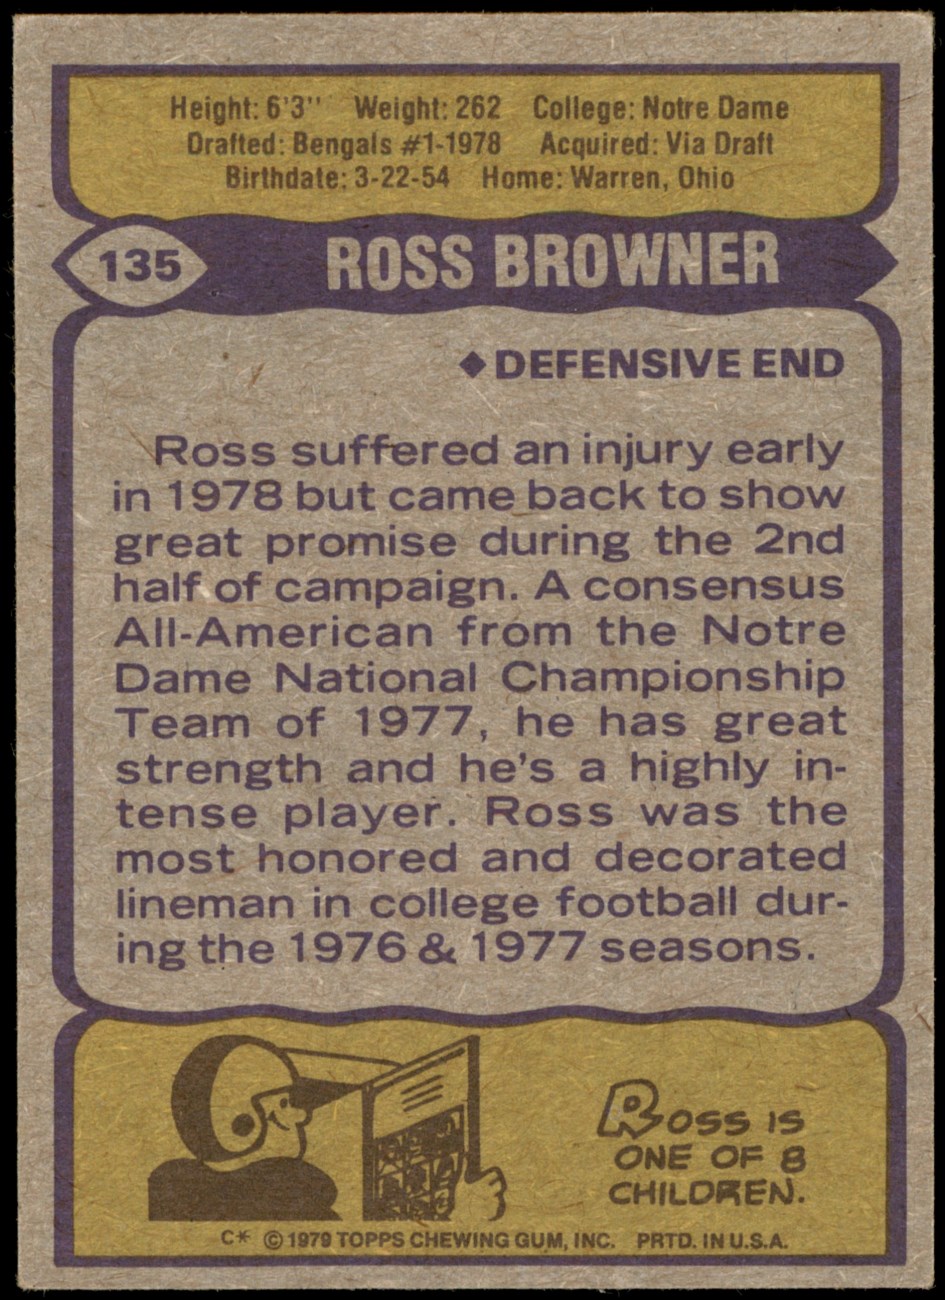 Height: 6'3" Weight: 262 College: Notre Dame
Drafted: Bengals #1-1978 Acquired: Via Draft
Birthdate: 3-22-54 Home: Warren, Ohio
135 ROSS BROWNER
◆DEFENSIVE END
Ross suffered an injury early
in 1978 but came back to show
great promise during the 2nd
half of campaign. A consensus
All-American from the Notre
Dame National Championship
Team of 1977, he has great
strength and he's a highly in-
tense player. Ross was the
most honored and decorated
lineman in college football dur-
ing the 1976 & 1977 seasons.
ROSS IS
ONE OF 8
CHILDREN.
C* © 1979 TOPPS CHEWING GUM, INC. PRTD. IN U.S.A.